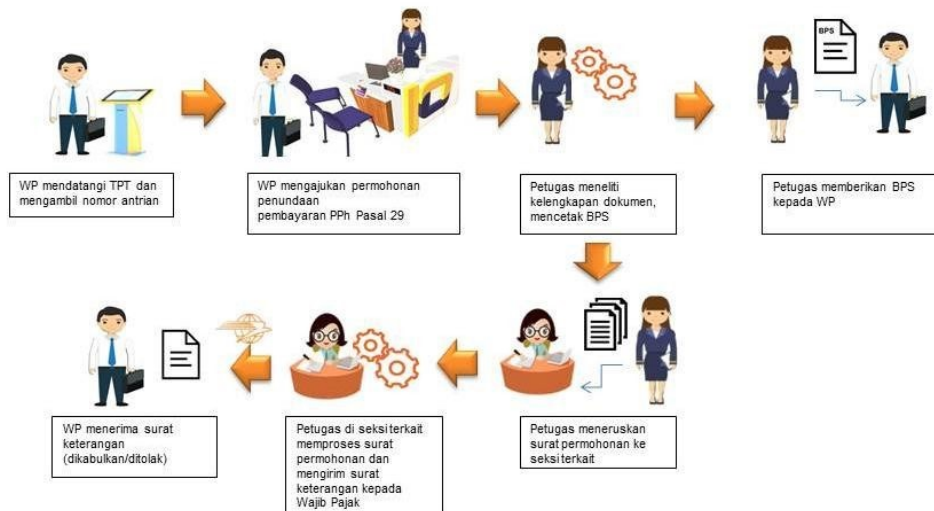 BPS
WP mendatangi TPT dan
mengambil nomor antrian
WP mengajukan permohonan
penundaan
pembayaran PPh Pasal 29
Petugas meneliti
kelengkapan dokumen,
mencetak BPS
Petugas memberikan BPS
kepada WP
WP menerima surat
keterangan
(dikabulkan/ditolak)
Petugas di seksi terkait
memproses surat
permohonan dan
mengirim surat
keterangan kepada
Wajib Pajak
Petugas meneruskan
surat permohonan ke
seksi terkait